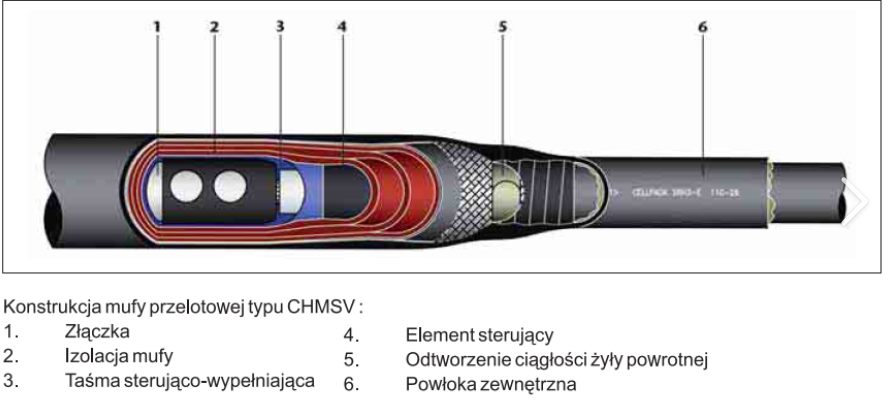 1 2 3 4 5 6
CELLPACK SRH3-E
Konstrukcja mufy przelotowej typu CHMSV :
1. Złączka
2. Izolacja mufy
3. Taśma sterująco-wypełniająca
4. Element sterujący
5. Odtworzenie ciągłości żyły powrotnej
6. Powłoka zewnętrzna